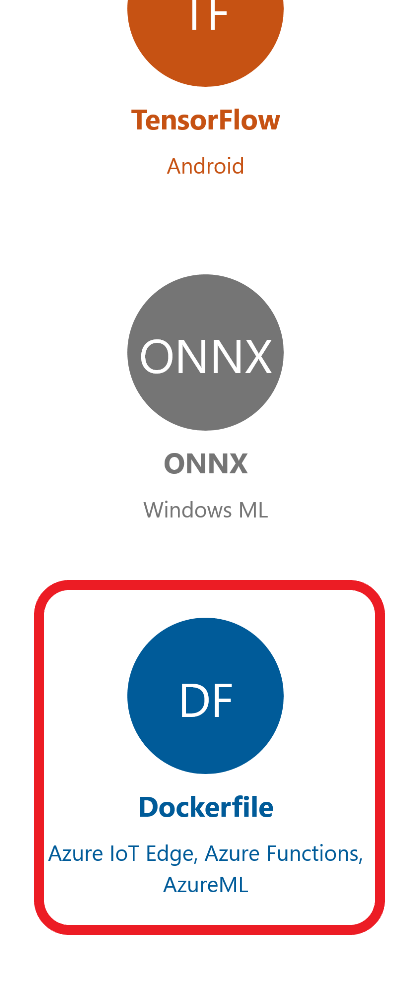 TF
TensorFlow
Android
ONNX
ONNX
Windows ML
DF
Dockerfile
Azure IoT Edge, Azure Functions,
AzureML